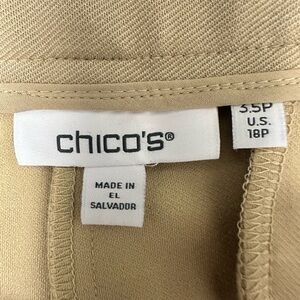 chico's®
3.5P
U.S.
18P
MADE IN
EL
SALVADOR